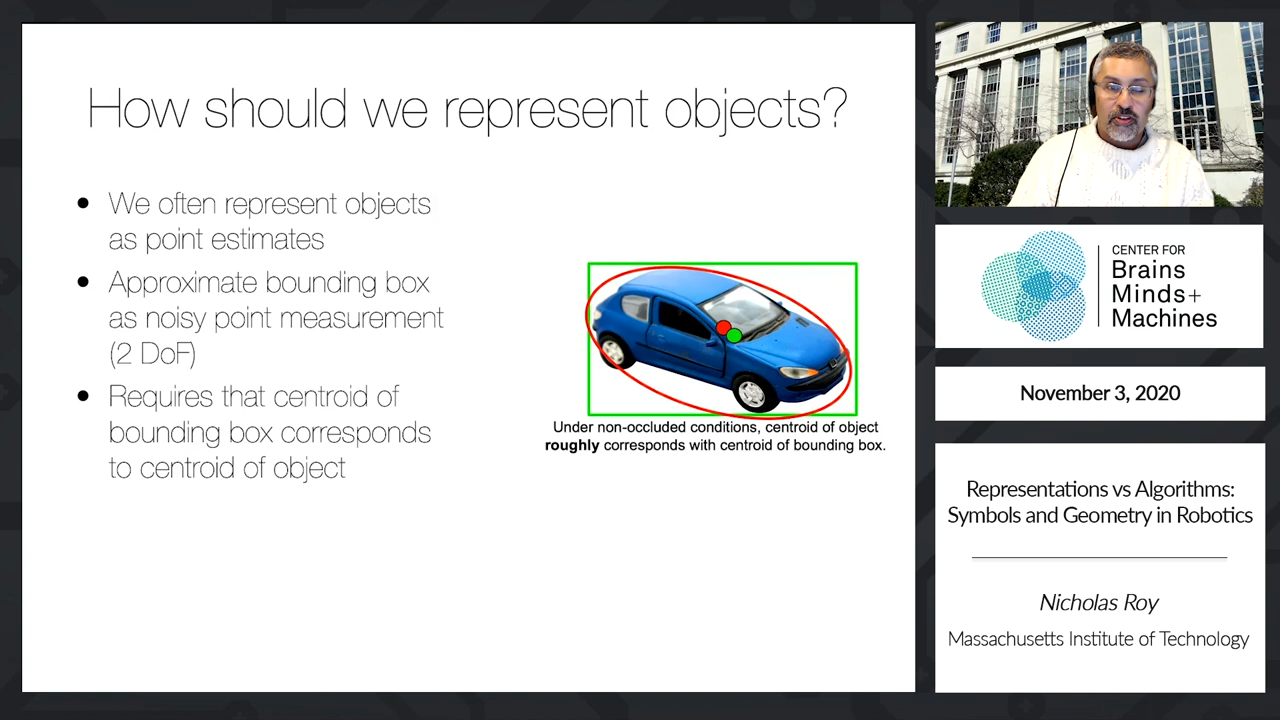 How should we represent objects?
• We often represent objects
as point estimates
• Approximate bounding box
as noisy point measurement
(2 DoF)
• Requires that centroid of
bounding box corresponds
to centroid of object
Under non-occluded conditions, centroid of object
roughly corresponds with centroid of bounding box.
CENTER FOR
Brains
Minds+
Machines
November 3, 2020
Representations vs Algorithms:
Symbols and Geometry in Robotics
Nicholas Roy
Massachusetts Institute of Technology